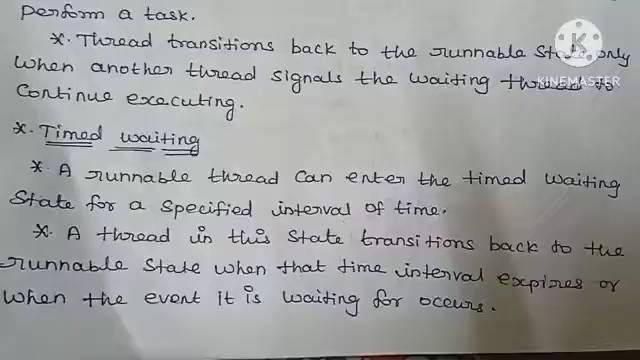 perform a task.
*. Thread transitions back to the runnable state only
when another thread signals the waiting thread to
continue executing.
*. Timed waiting
*. A runnable thread can enter the timed waiting
state for a specified interval of time.
*. A thread in this state transitions back to the
runnable state when that time interval expires or
when the event it is waiting for occurs.
KINEMASTER